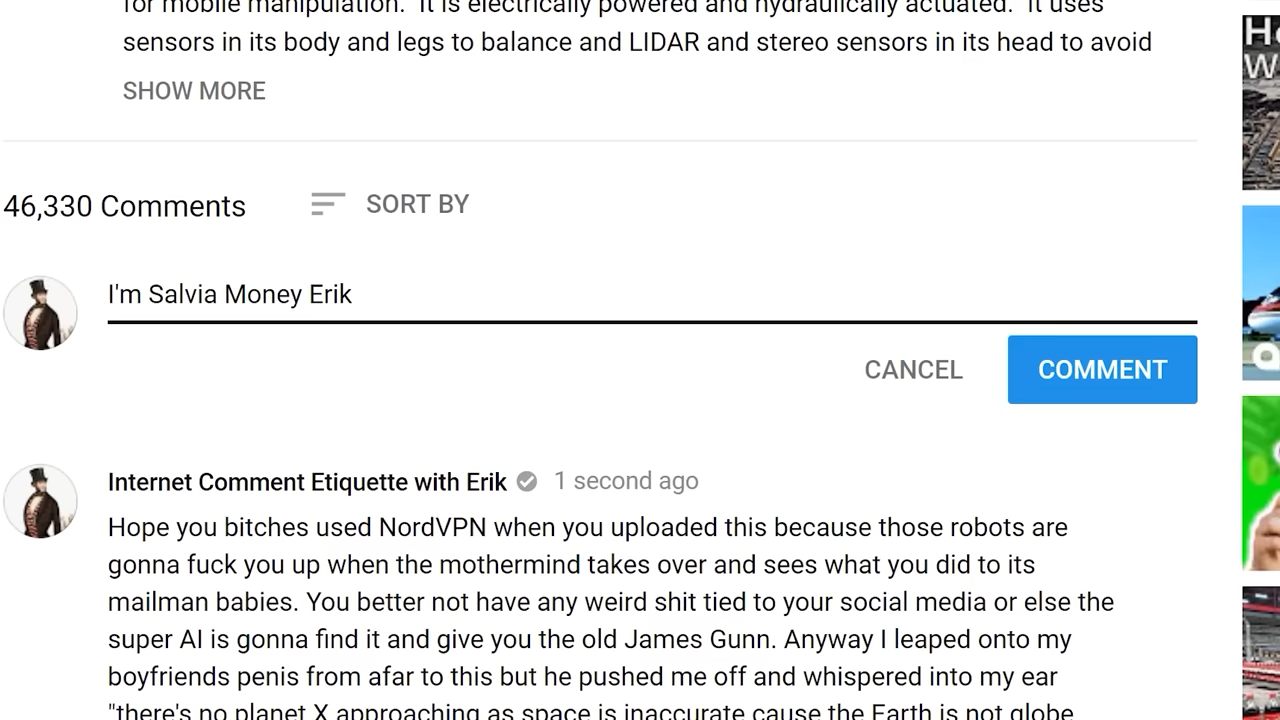 for mobile manipulation. It is electrically powered and hydraulically actuated. It uses
sensors in its body and legs to balance and LIDAR and stereo sensors in its head to avoid
SHOW MORE
46,330 Comments
SORT BY
I'm Salvia Money Erik
CANCEL
COMMENT
Internet Comment Etiquette with Erik 1 second ago
Hope you bitches used NordVPN when you uploaded this because those robots are
gonna fuck you up when the mothermind takes over and sees what you did to its
mailman babies. You better not have any weird shit tied to your social media or else the
super AI is gonna find it and give you the old James Gunn. Anyway I leaped onto my
boyfriends penis from afar to this but he pushed me off and whispered into my ear
"there's no planet X approaching as space is inaccurate cause the Earth is not globe